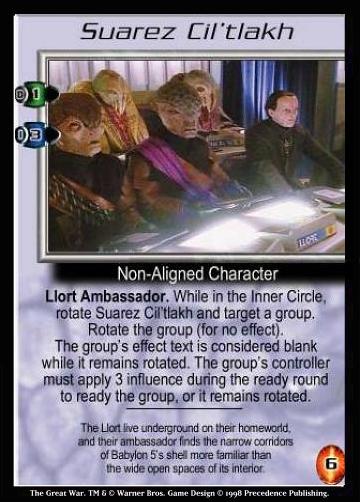 Suarez Cil'tlakh
D 1
D 3
Non-Aligned Character
Llort Ambassador. While in the Inner Circle,
rotate Suarez Cil'tlakh and target a group.
Rotate the group (for no effect).
The group's effect text is considered blank
while it remains rotated. The group's controller
must apply 3 influence during the ready round
to ready the group, or it remains rotated.
The Llort live underground on their homeworld,
and their ambassador finds the narrow corridors
of Babylon 5's shell more familiar than
the wide open spaces of its interior.
6
The Great War. TM & © Warner Bros. Game Design © 1998 Precedence Publishing.